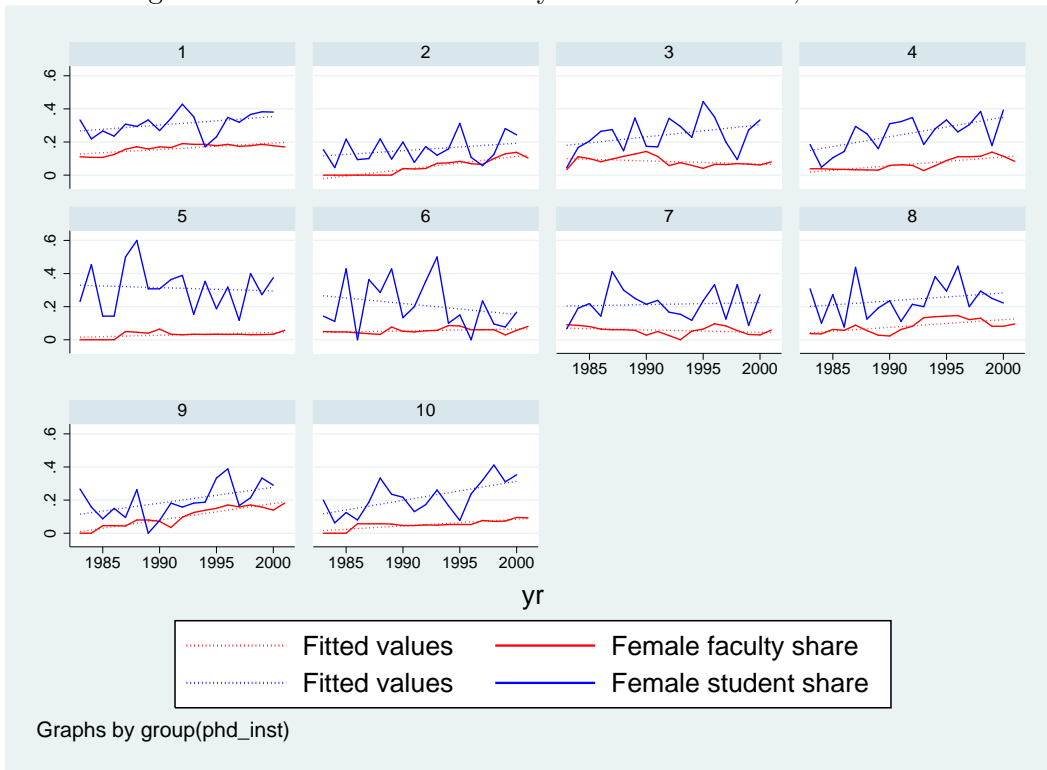 1 2 3 4
0 .2 .4 .6
5 6 7 8
0 .2 .4 .6
1985 1990 1995 2000 1985 1990 1995 2000
9 10
0 .2 .4 .6
1985 1990 1995 2000 1985 1990 1995 2000
yr
Fitted values Female faculty share
Fitted values Female student share
Graphs by group(phd_inst)